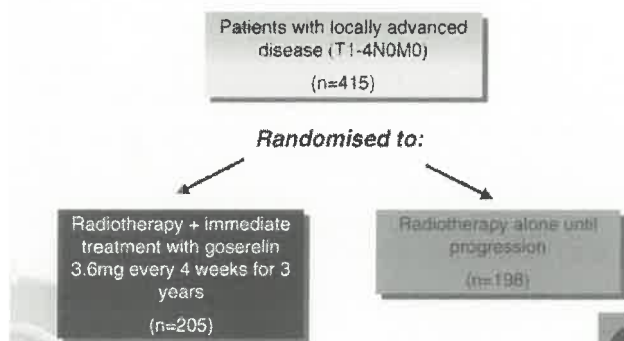 Patients with locally advanced
disease (T1-4N0M0)
(n=415)
Randomised to:
Radiotherapy + immediate
treatment with goserelin
3.6mg every 4 weeks for 3
years
(n=205)
Radiotherapy alone until
progression
(n=198)